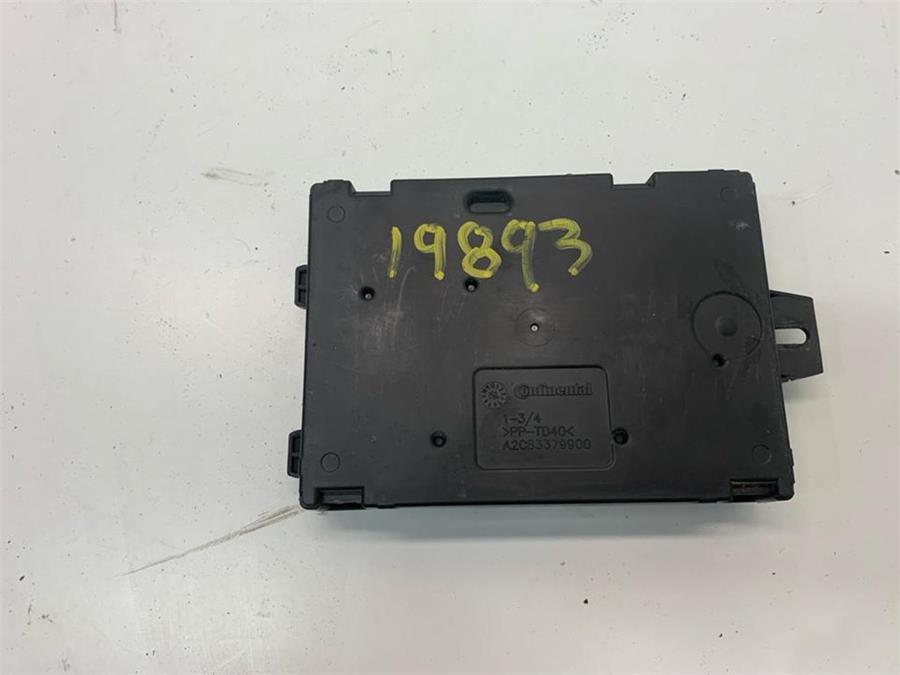 19893
Continental
1-3/4
>PP-TD40<
A2C83379900